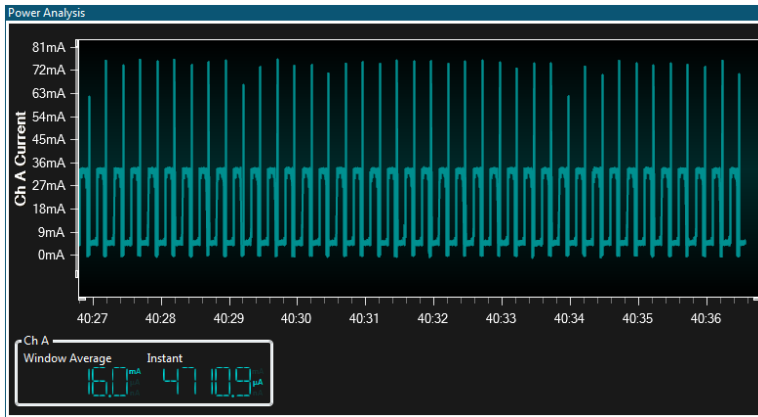 Power Analysis
81mA
72mA
63mA
54mA
45mA
36mA
27mA
18mA
9mA
0mA
Ch A Current
40:27 40:28 40:29 40:30 40:31 40:32 40:33 40:34 40:35 40:36
Ch A
Window Average Instant
16.0 mA 4710.9 µA